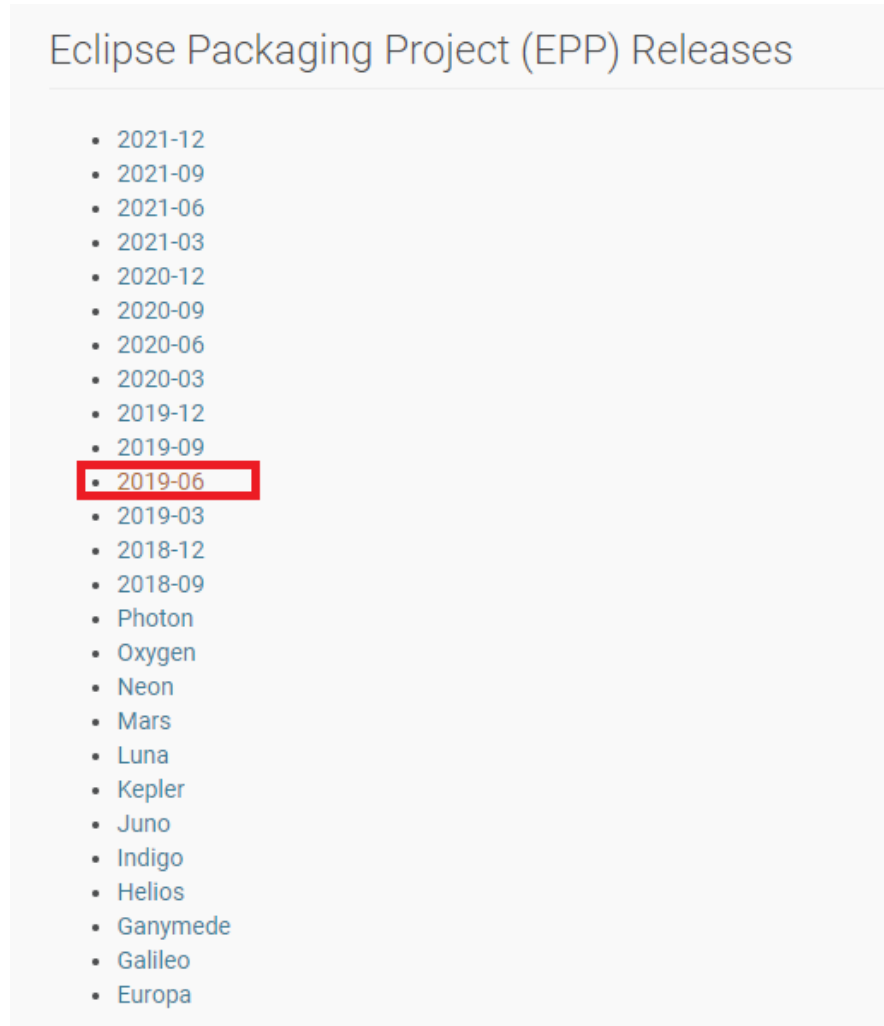 Eclipse Packaging Project (EPP) Releases
2021-12
2021-09
2021-06
2021-03
2020-12
2020-09
2020-06
2020-03
2019-12
2019-09
2019-06
2019-03
2018-12
2018-09
Photon
Oxygen
Neon
Mars
Luna
Kepler
Juno
Indigo
Helios
Ganymede
Galileo
Europa